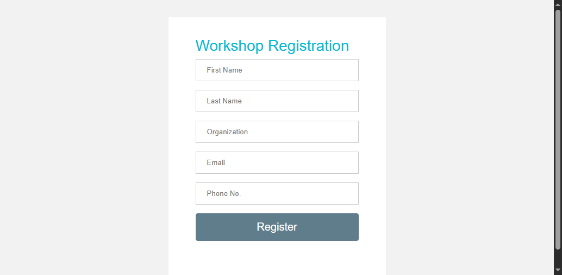 Workshop Registration
First Name
Last Name
Organization
Email
Phone No.
Register